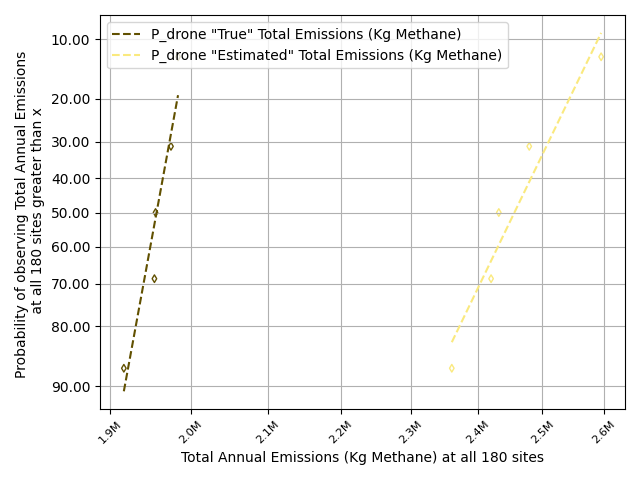 P_drone "True" Total Emissions (Kg Methane)
P_drone "Estimated" Total Emissions (Kg Methane)
Probability of observing Total Annual Emissions
at all 180 sites greater than x
10.00
20.00
30.00
40.00
50.00
60.00
70.00
80.00
90.00
1.9M
2.0M
2.1M
2.2M
2.3M
2.4M
2.5M
2.6M
Total Annual Emissions (Kg Methane) at all 180 sites